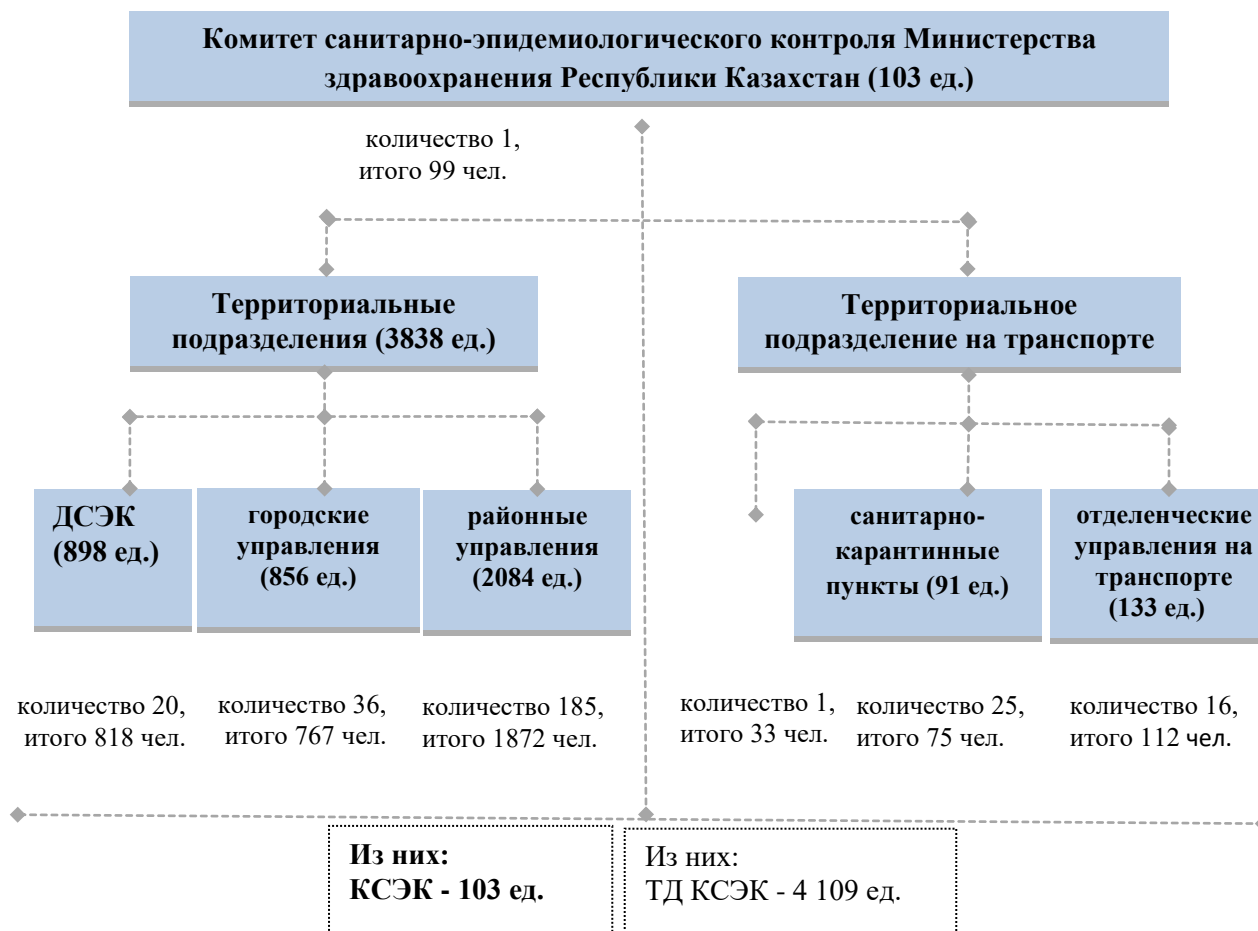 Комитет санитарно-эпидемиологического контроля Министерства
здравоохранения Республики Казахстан (103 ед.)
количество 1,
итого 99 чел.
Территориальные
подразделения (3838 ед.)
Территориальное
подразделение на транспорте
ДСЭК
(898 ед.)
городские
управления
(856 ед.)
районные
управления
(2084 ед.)
санитарно-
карантинные
пункты (91 ед.)
отделенческие
управления на
транспорте
(133 ед.)
количество 20,
итого 818 чел.
количество 36,
итого 767 чел.
количество 185,
итого 1872 чел.
количество 1,
итого 33 чел.
количество 25,
итого 75 чел.
количество 16,
итого 112 чел.
Из них:
КСЭК - 103 ед.
Из них:
ТД КСЭК - 4 109 ед.